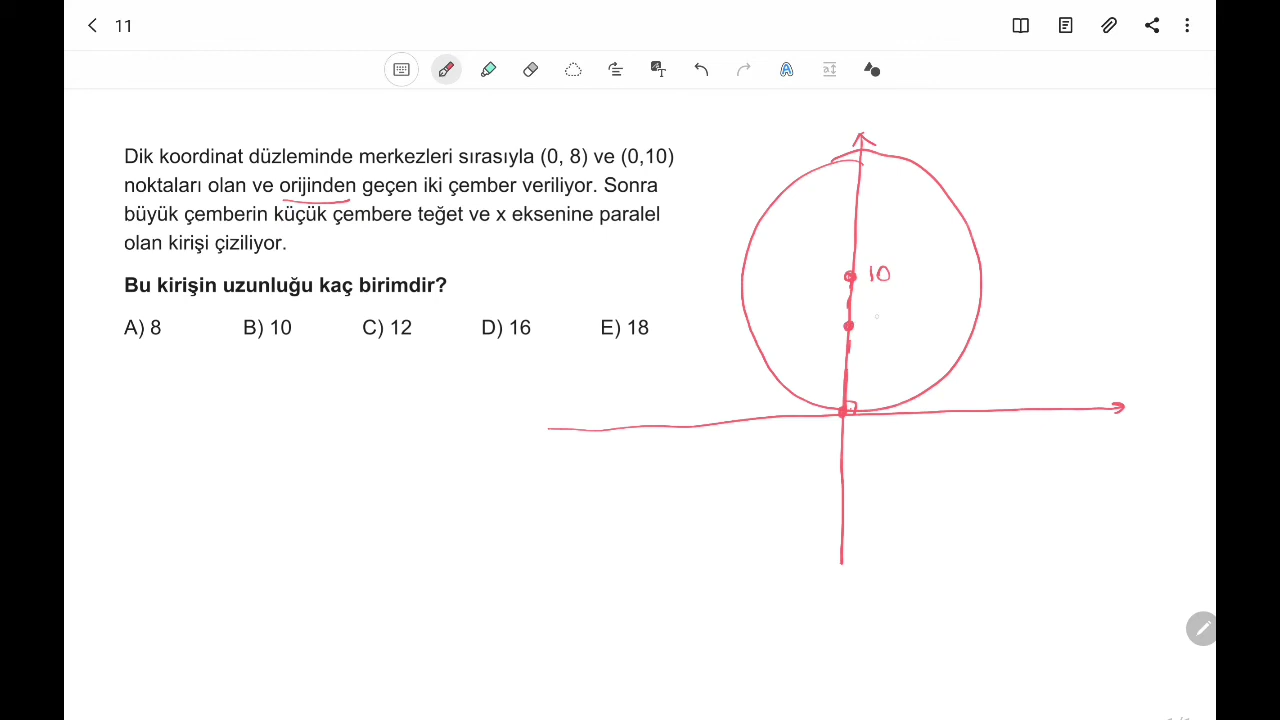 11
Dik koordinat düzleminde merkezleri sırasıyla (0, 8) ve (0,10)
noktaları olan ve orijinden geçen iki çember veriliyor. Sonra
büyük çemberin küçük çembere teğet ve x eksenine paralel
olan kirişi çiziliyor.
Bu kirişin uzunluğu kaç birimdir?
A) 8 B) 10 C) 12 D) 16 E) 18
10